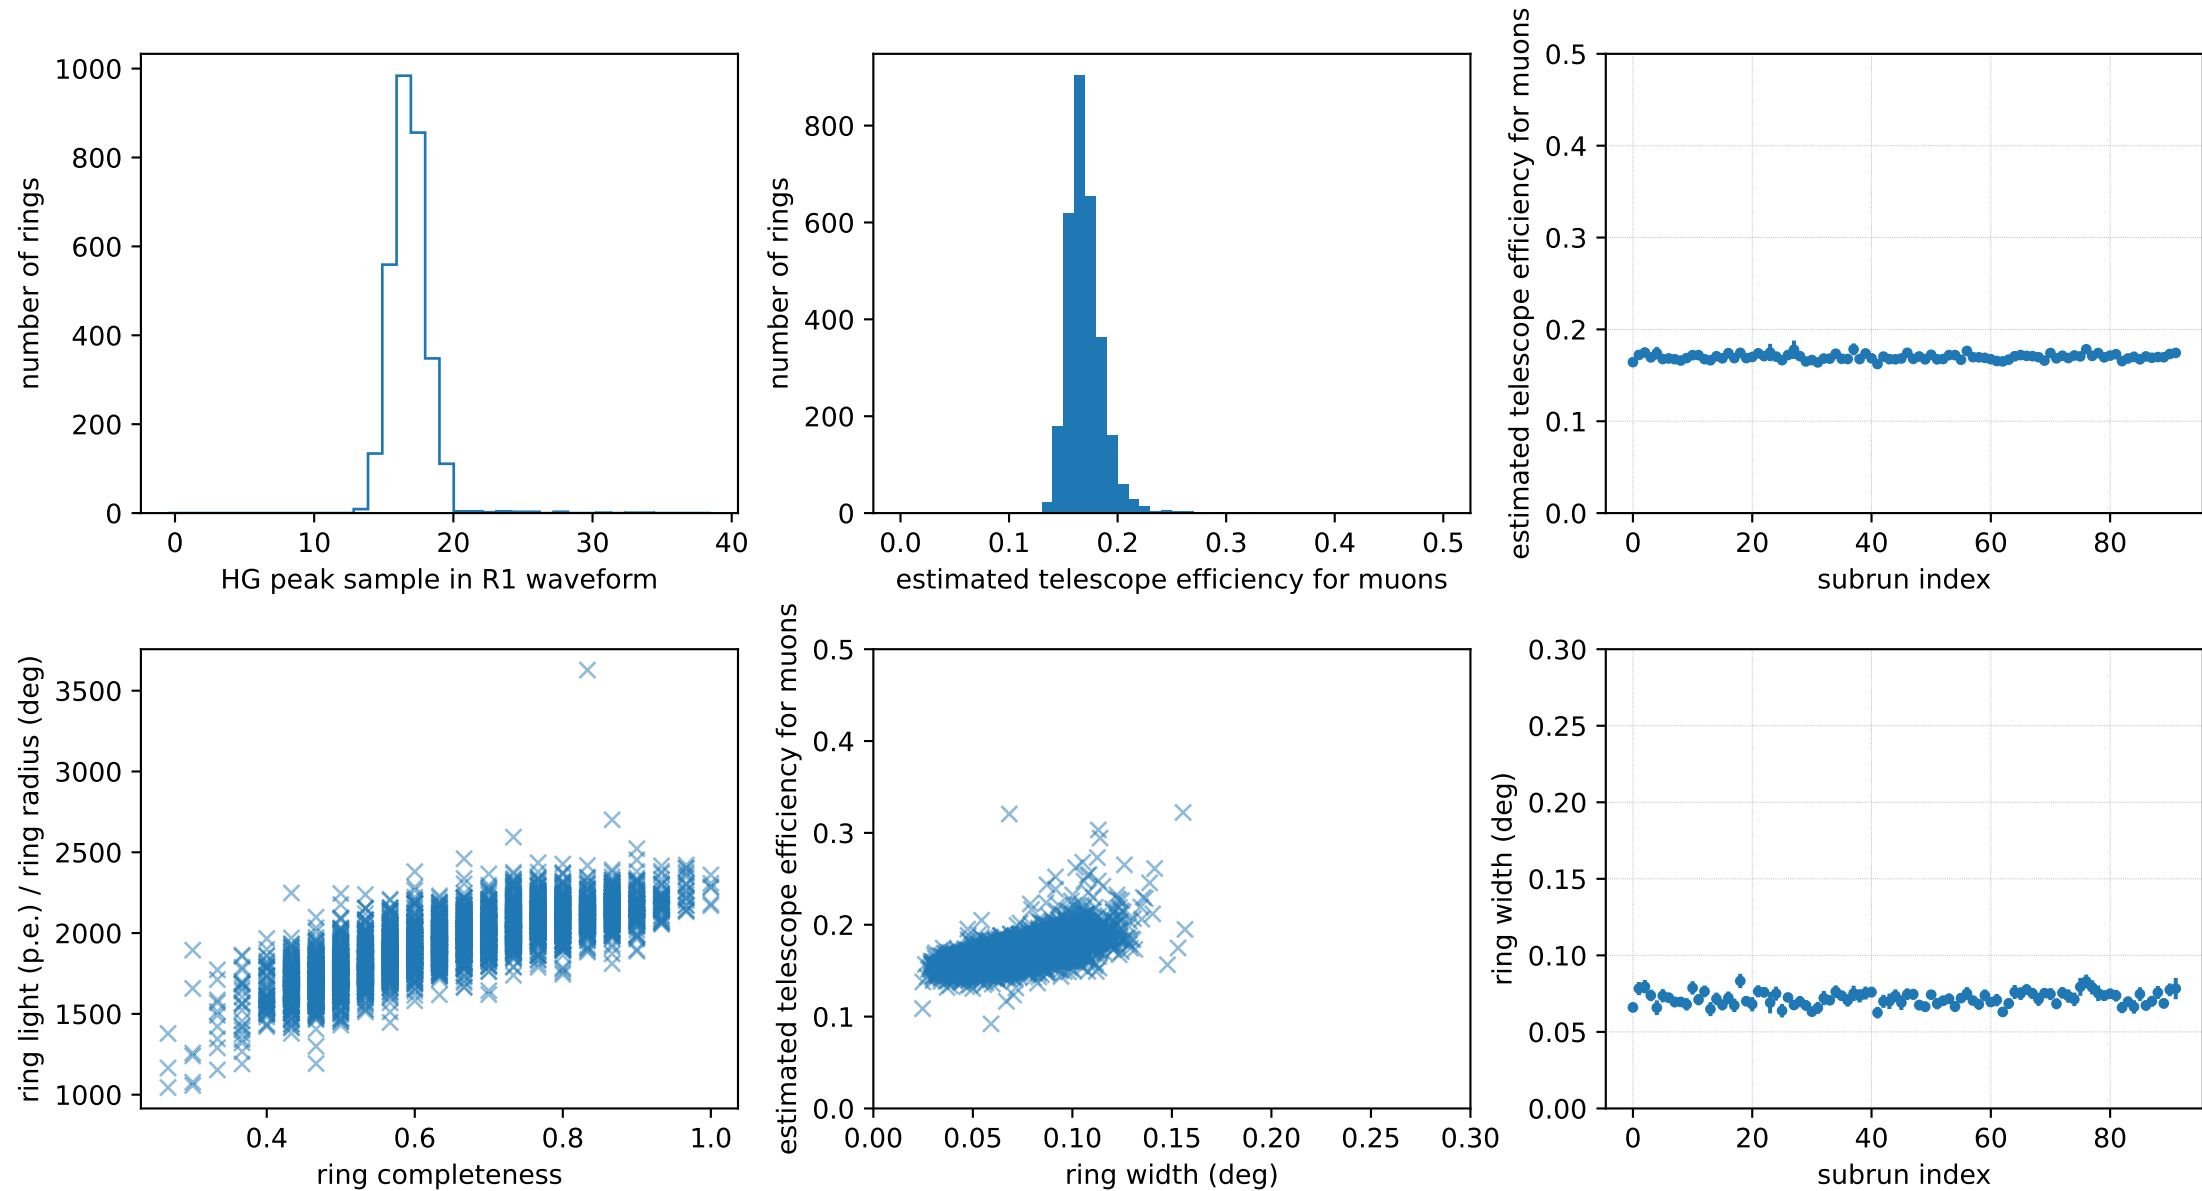 1000
800
600
400
200
0
number of rings
0 10 20 30 40
HG peak sample in R1 waveform
800
600
400
200
0
number of rings
0.0 0.1 0.2 0.3 0.4 0.5
estimated telescope efficiency for muons
0.5
0.4
0.3
0.2
0.1
0.0
estimated telescope efficiency for muons
0 20 40 60 80
subrun index
3500
3000
2500
2000
1500
1000
ring light (p.e.) / ring radius (deg)
0.4 0.6 0.8 1.0
ring completeness
0.5
0.4
0.3
0.2
0.1
0.0
estimated telescope efficiency for muons
0.00 0.05 0.10 0.15 0.20 0.25 0.30
ring width (deg)
0.30
0.25
0.20
0.15
0.10
0.05
0.00
ring width (deg)
0 20 40 60 80
subrun index